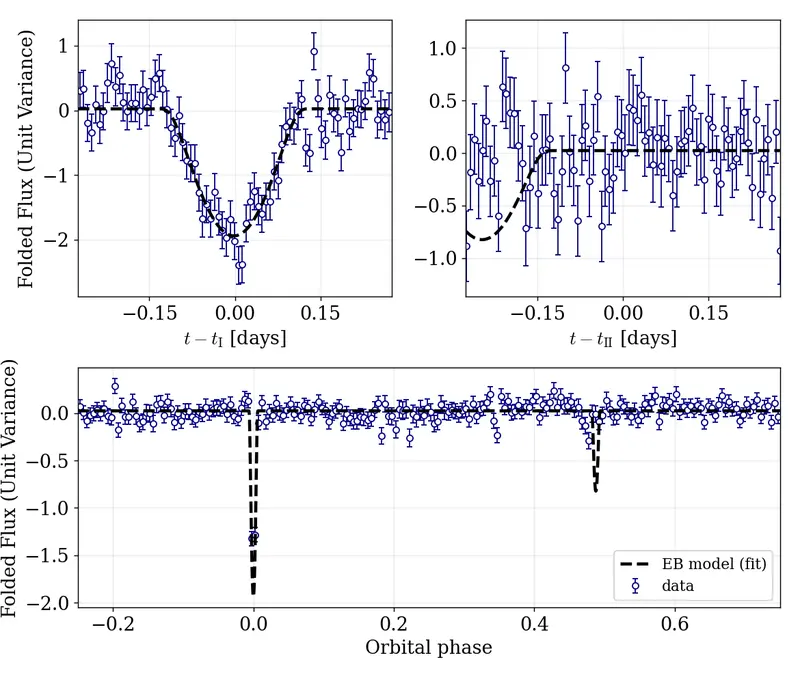 Folded Flux (Unit Variance)
1
0
−1
−2
−0.15 0.00 0.15
t − t_I [days]
1.0
0.5
0.0
−0.5
−1.0
−0.15 0.00 0.15
t − t_II [days]
Folded Flux (Unit Variance)
0.0
−0.5
−1.0
−1.5
−2.0
−0.2 0.0 0.2 0.4 0.6
Orbital phase
EB model (fit)
data